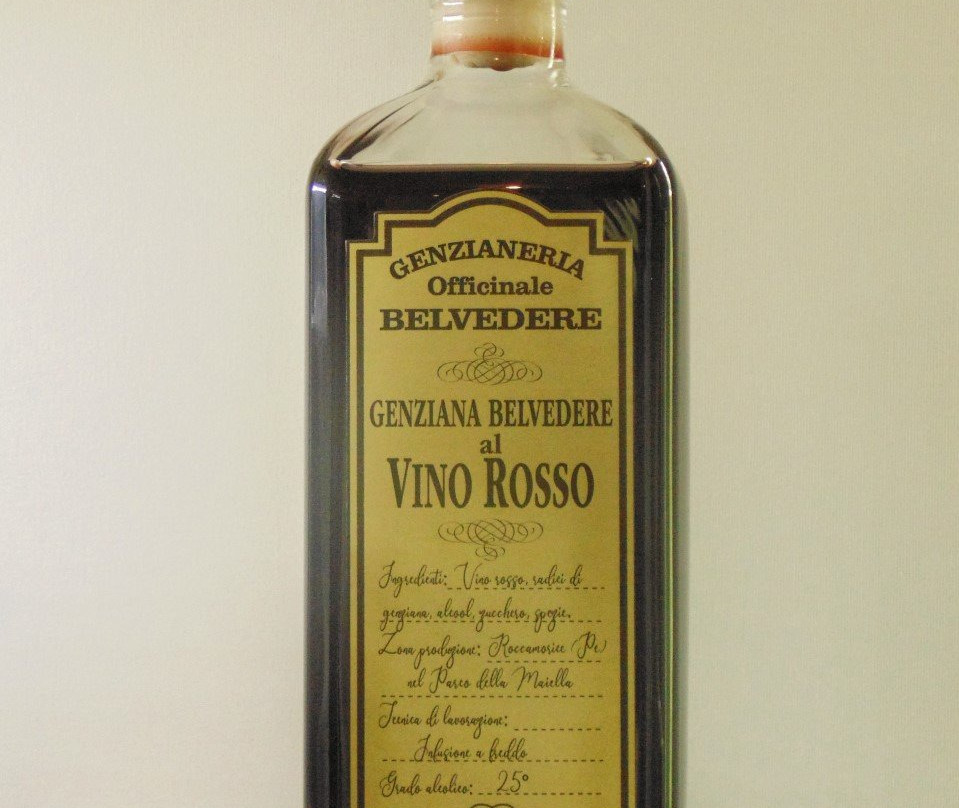 GENZIANERIA
Officinale
BELVEDERE
GENZIANA BELVEDERE
al
VINO ROSSO
Ingredienti: Vino rosso, radici di
genziana, alcool, zucchero, spezie.
Zona produzione: Roccamorice (Pe)
nel Parco della Maiella
Tecnica di lavorazione:
Infusione a freddo
Grado alcolico: 25°